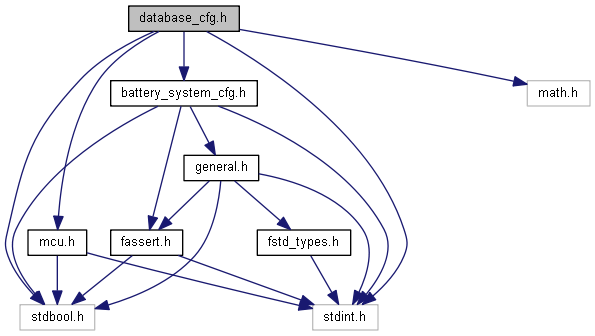 database_cfg.h
battery_system_cfg.h
math.h
general.h
mcu.h
fassert.h
fstd_types.h
stdbool.h
stdint.h